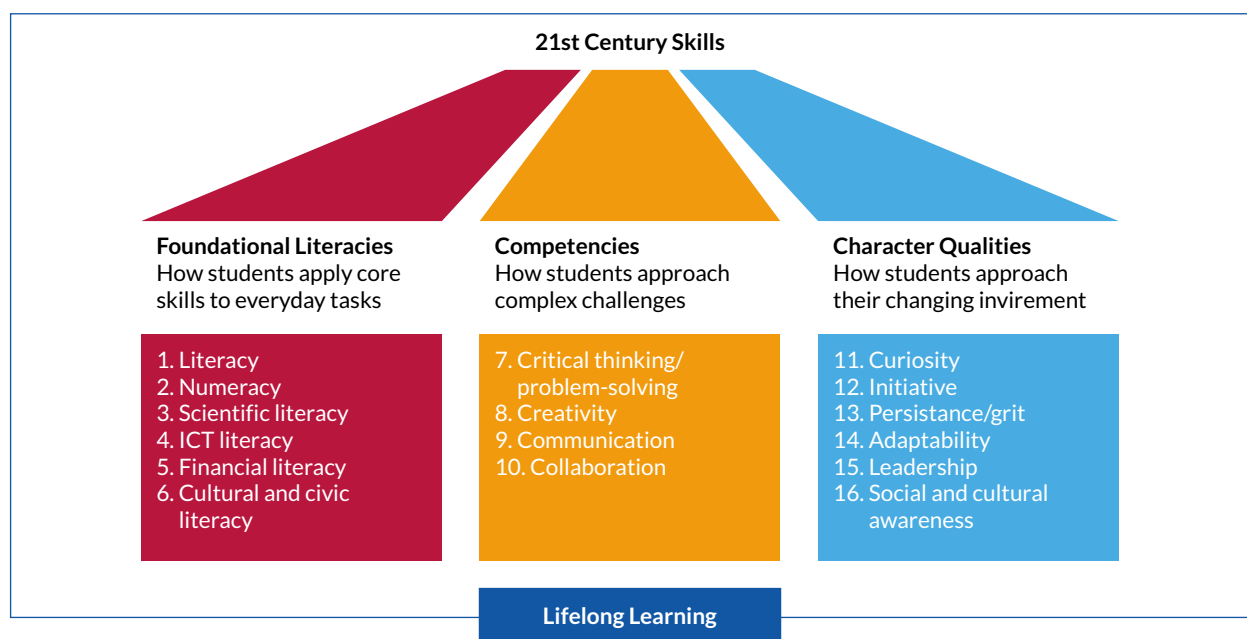 21st Century Skills
Foundational Literacies
How students apply core
skills to everyday tasks
1. Literacy
2. Numeracy
3. Scientific literacy
4. ICT literacy
5. Financial literacy
6. Cultural and civic
literacy
Competencies
How students approach
complex challenges
7. Critical thinking/
problem-solving
8. Creativity
9. Communication
10. Collaboration
Character Qualities
How students approach
their changing invirement
11. Curiosity
12. Initiative
13. Persistance/grit
14. Adaptability
15. Leadership
16. Social and cultural
awareness
Lifelong Learning